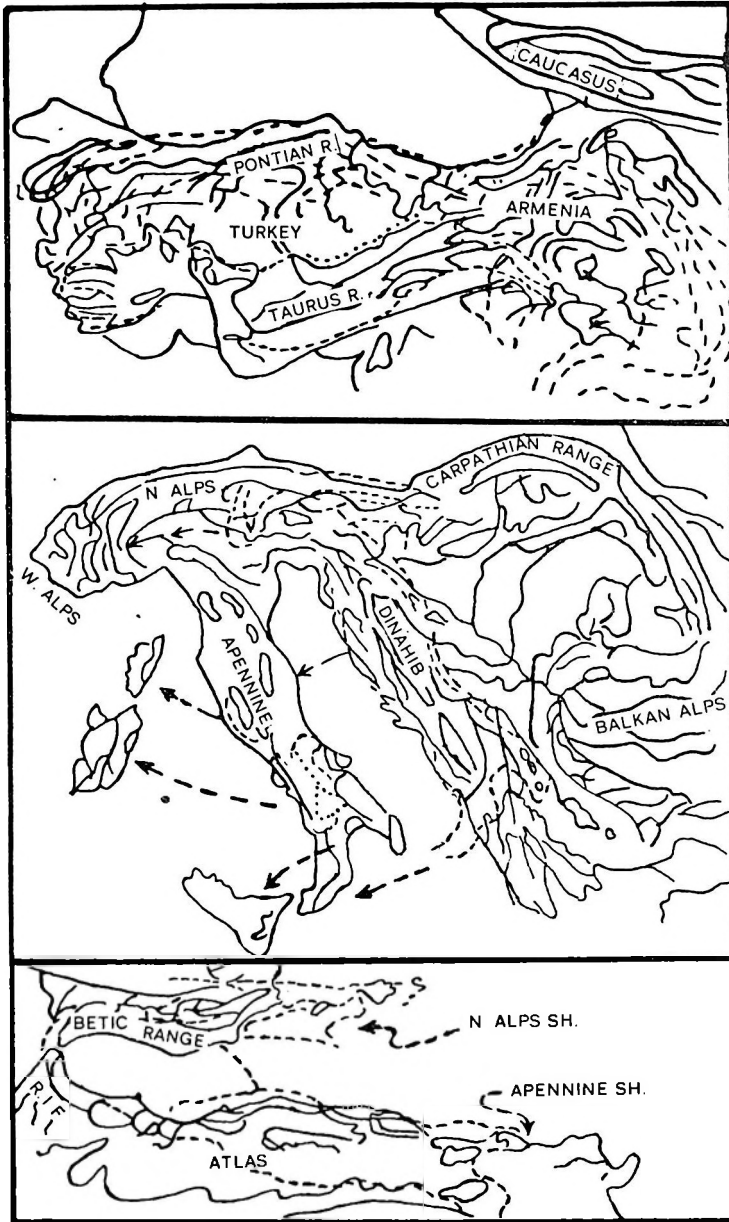 CAUCASUS
PONTIAN R.
TURKEY
ARMENIA
TAURUS R.
CARPATHIAN RANGE
N ALPS
W. ALPS
APENNINE
DINAHIB
BALKAN ALPS
BETIC RANGE
N ALPS SH.
RIF
APENNINE SH.
ATLAS